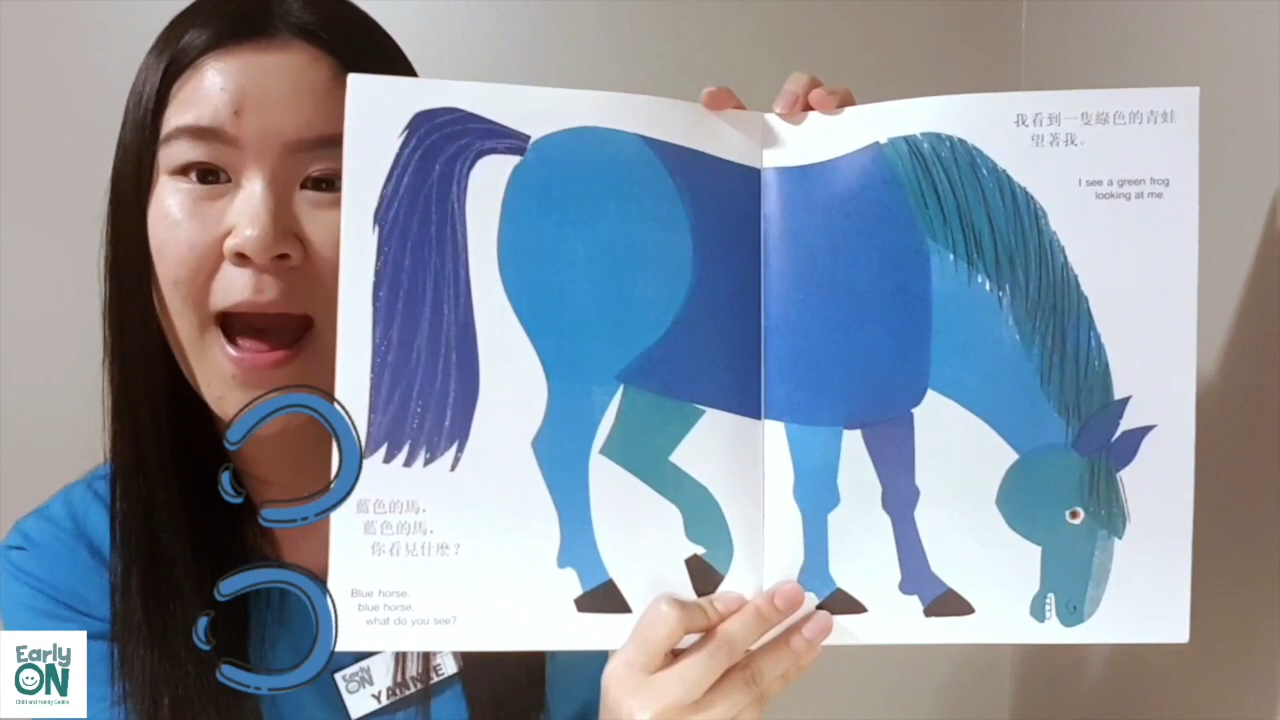 藍色的馬,
藍色的馬,
你看見什麼?
Blue horse,
blue horse,
what do you see?
我看到一隻綠色的青蛙
望著我。
I see a green frog
looking at me.
Early
ON
Early
ON
Child and Family Centre